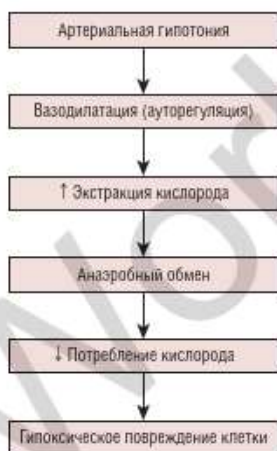 Артериальная гипотония
Вазодилатация (ауторегуляция)
↑ Экстракция кислорода
Анаэробный обмен
↓ Потребление кислорода
Гипоксическое повреждение клетки